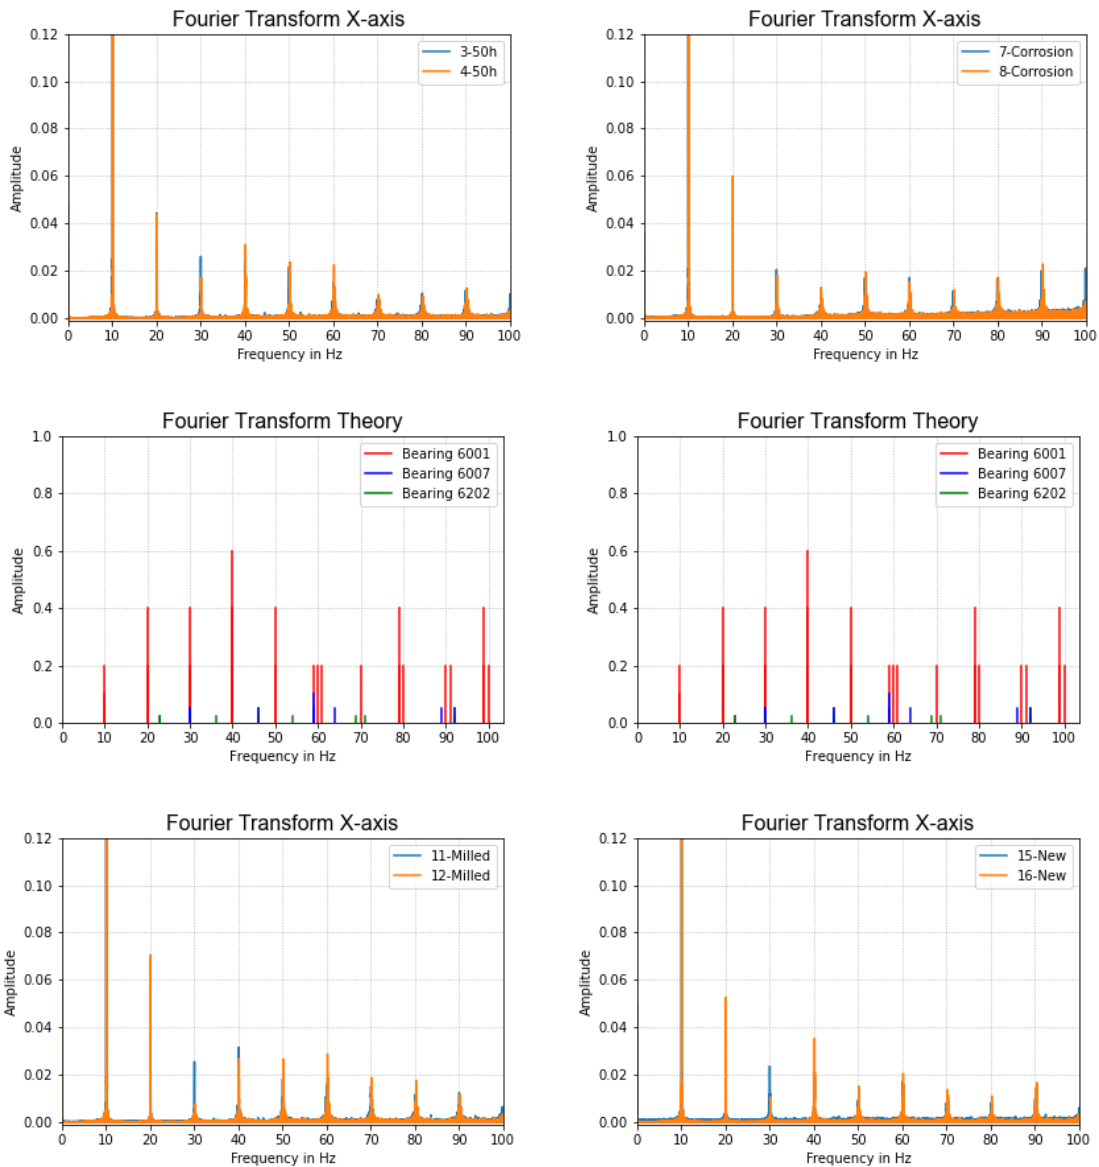 Fourier Transform X-axis
0.12
0.10
0.08
0.06
0.04
0.02
0.00
Amplitude
3-50h
4-50h
0 10 20 30 40 50 60 70 80 90 100
Frequency in Hz
Fourier Transform X-axis
0.12
0.10
0.08
0.06
0.04
0.02
0.00
Amplitude
7-Corrosion
8-Corrosion
0 10 20 30 40 50 60 70 80 90 100
Frequency in Hz
Fourier Transform Theory
1.0
0.8
0.6
0.4
0.2
0.0
Amplitude
Bearing 6001
Bearing 6007
Bearing 6202
0 10 20 30 40 50 60 70 80 90 100
Frequency in Hz
Fourier Transform Theory
1.0
0.8
0.6
0.4
0.2
0.0
Amplitude
Bearing 6001
Bearing 6007
Bearing 6202
0 10 20 30 40 50 60 70 80 90 100
Frequency in Hz
Fourier Transform X-axis
0.12
0.10
0.08
0.06
0.04
0.02
0.00
Amplitude
11-Milled
12-Milled
0 10 20 30 40 50 60 70 80 90 100
Frequency in Hz
Fourier Transform X-axis
0.12
0.10
0.08
0.06
0.04
0.02
0.00
Amplitude
15-New
16-New
0 10 20 30 40 50 60 70 80 90 100
Frequency in Hz